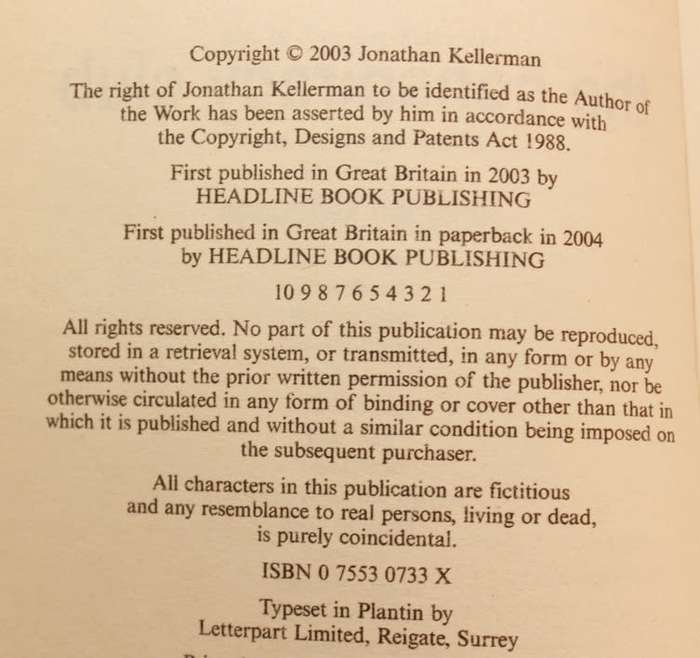 Copyright © 2003 Jonathan Kellerman
The right of Jonathan Kellerman to be identified as the Author of
the Work has been asserted by him in accordance with
the Copyright, Designs and Patents Act 1988.
First published in Great Britain in 2003 by
HEADLINE BOOK PUBLISHING
First published in Great Britain in paperback in 2004
by HEADLINE BOOK PUBLISHING
10 9 8 7 6 5 4 3 2 1
All rights reserved. No part of this publication may be reproduced,
stored in a retrieval system, or transmitted, in any form or by any
means without the prior written permission of the publisher, nor be
otherwise circulated in any form of binding or cover other than that in
which it is published and without a similar condition being imposed on
the subsequent purchaser.
All characters in this publication are fictitious
and any resemblance to real persons, living or dead,
is purely coincidental.
ISBN 0 7553 0733 X
Typeset in Plantin by
Letterpart Limited, Reigate, Surrey